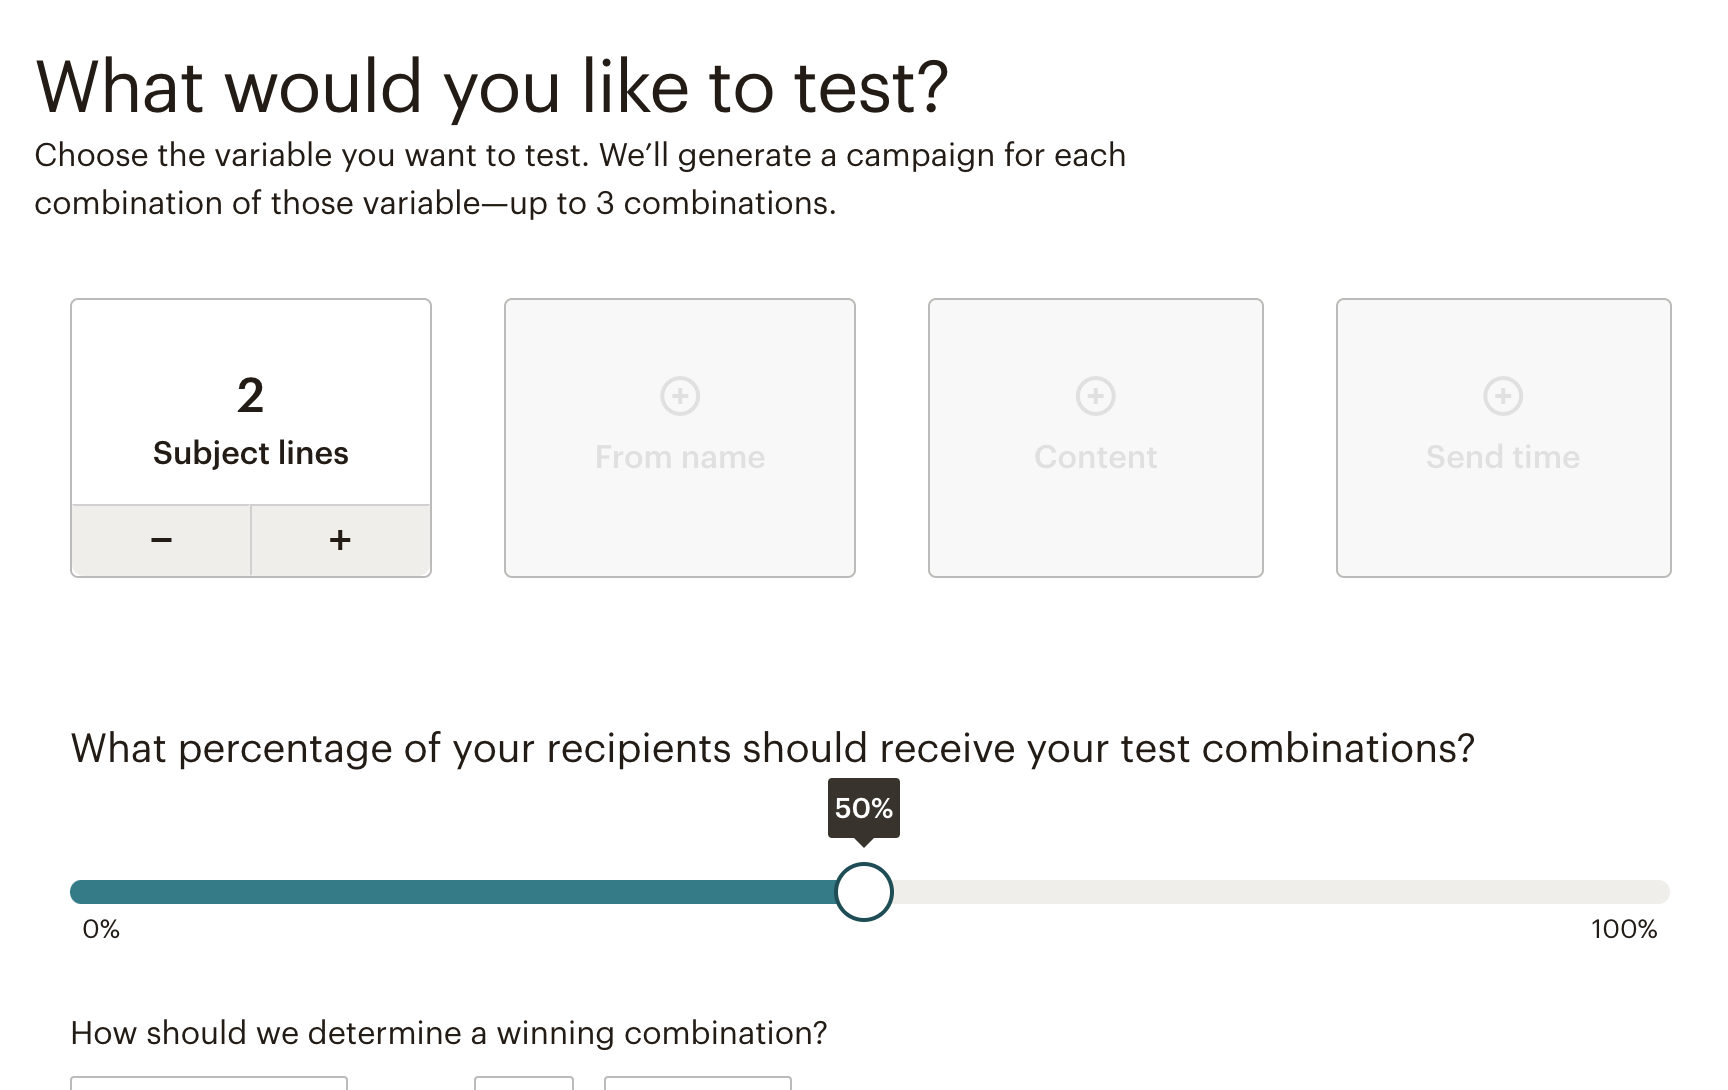 What would you like to test?
Choose the variable you want to test. We’ll generate a campaign for each
combination of those variable—up to 3 combinations.
2
Subject lines
− +
From name
Content
Send time
What percentage of your recipients should receive your test combinations?
50%
0% 100%
How should we determine a winning combination?